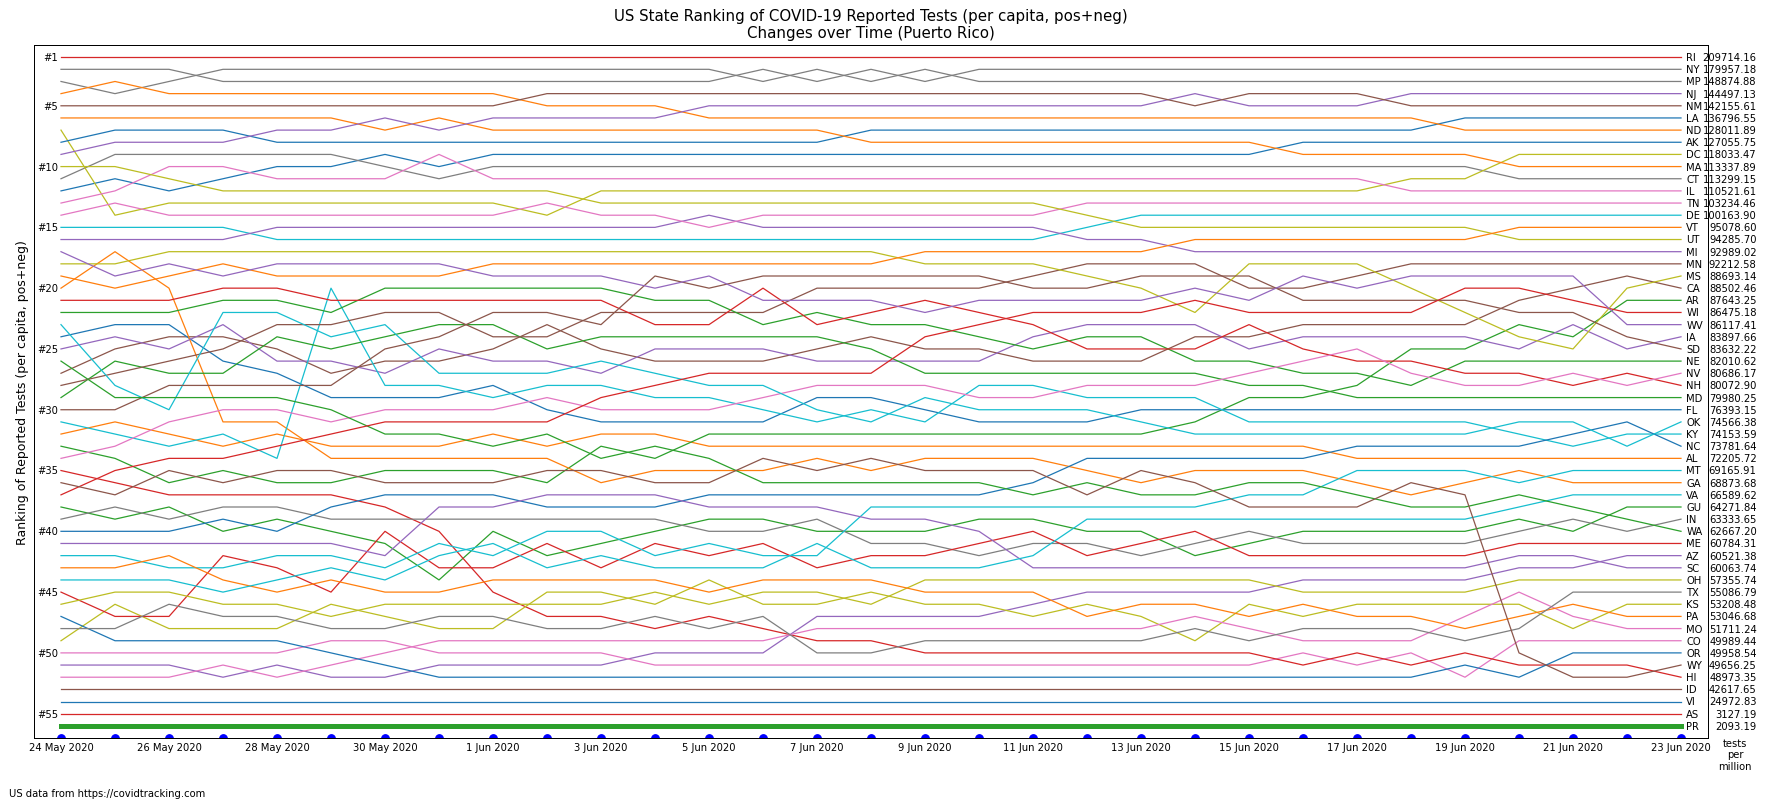 US State Ranking of COVID-19 Reported Tests (per capita, pos+neg)
Changes over Time (Puerto Rico)
Ranking of Reported Tests (per capita, pos+neg)
#1
#5
#10
#15
#20
#25
#30
#35
#40
#45
#50
#55
RI 209714.16
NY 179957.18
MP 148874.88
NJ 144497.13
NM 142155.61
LA 136796.55
ND 128011.89
AK 127055.75
DC 118033.47
MA 113337.89
CT 113299.15
IL 110521.61
TN 103234.46
DE 100163.90
VT 95078.60
UT 94285.70
MI 92989.02
MN 92212.58
MS 88693.14
CA 88502.46
AR 87643.25
WI 86475.18
WV 86117.41
IA 83897.66
SD 83632.22
NE 82010.62
NV 80686.17
NH 80072.90
MD 79980.25
FL 76393.15
OK 74566.38
KY 74153.59
NC 73781.64
AL 72205.72
MT 69165.91
GA 68873.68
VA 66589.62
GU 64271.84
IN 63333.65
WA 62667.20
ME 60784.31
AZ 60521.38
SC 60063.74
OH 57355.74
TX 55086.79
KS 53208.48
PA 53046.68
MO 51711.24
CO 49989.44
OR 49958.54
WY 49656.25
HI 48973.35
ID 42617.65
VI 24972.83
AS 3127.19
PR 2093.19
24 May 2020 26 May 2020 28 May 2020 30 May 2020 1 Jun 2020 3 Jun 2020 5 Jun 2020 7 Jun 2020 9 Jun 2020 11 Jun 2020 13 Jun 2020 15 Jun 2020 17 Jun 2020 19 Jun 2020 21 Jun 2020 23 Jun 2020
tests
per
million
US data from https://covidtracking.com